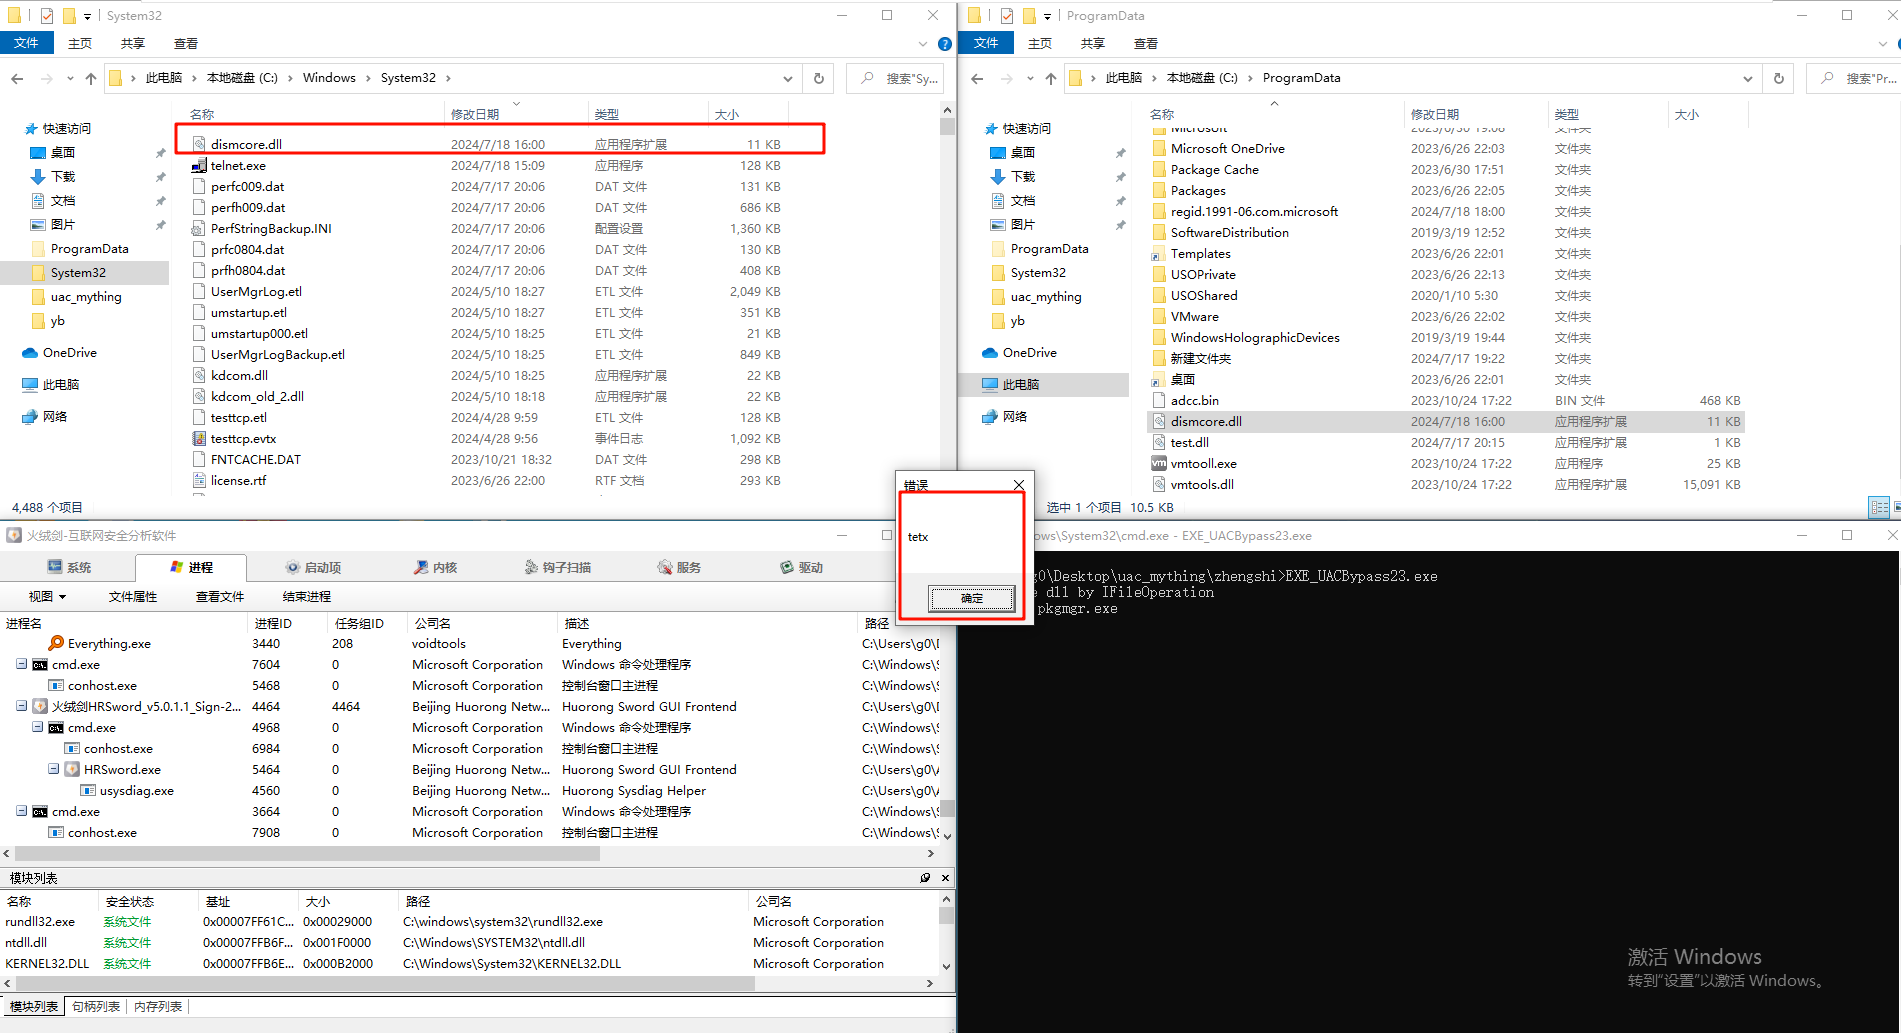 System32
文件 主页 共享 查看
此电脑 本地磁盘 (C:) Windows System32 搜索"Sy...
名称 修改日期 类型 大小
快速访问
桌面
下载
文档
图片
ProgramData
System32
uac_mything
yb
OneDrive
此电脑
网络
dismcore.dll 2024/7/18 16:00 应用程序扩展 11 KB
telnet.exe 2024/7/18 15:09 应用程序 128 KB
perfc009.dat 2024/7/17 20:06 DAT 文件 131 KB
perfh009.dat 2024/7/17 20:06 DAT 文件 686 KB
PerfStringBackup.INI 2024/7/17 20:06 配置设置 1,360 KB
prfc0804.dat 2024/7/17 20:06 DAT 文件 130 KB
prfh0804.dat 2024/7/17 20:06 DAT 文件 408 KB
UserMgrLog.etl 2024/5/10 18:27 ETL 文件 2,049 KB
umstartup.etl 2024/5/10 18:27 ETL 文件 351 KB
umstartup000.etl 2024/5/10 18:25 ETL 文件 21 KB
UserMgrLogBackup.etl 2024/5/10 18:25 ETL 文件 849 KB
kdcom.dll 2024/5/10 18:25 应用程序扩展 22 KB
kdcom_old_2.dll 2024/5/10 18:18 应用程序扩展 22 KB
testtcp.etl 2024/4/28 9:59 ETL 文件 128 KB
testtcp.evtx 2024/4/28 9:56 事件日志 1,092 KB
FNTCACHE.DAT 2023/10/21 18:32 DAT 文件 298 KB
license.rtf 2023/6/26 22:00 RTF 文档 293 KB
4,488 个项目
ProgramData
文件 主页 共享 查看
此电脑 本地磁盘 (C:) ProgramData 搜索"Pr...
名称 修改日期 类型 大小
快速访问
桌面
下载
文档
图片
ProgramData
System32
uac_mything
yb
OneDrive
此电脑
网络
Microsoft 2023/6/30 19:08 文件夹
Microsoft OneDrive 2023/6/26 22:03 文件夹
Package Cache 2023/6/30 17:51 文件夹
Packages 2023/6/26 22:05 文件夹
regid.1991-06.com.microsoft 2024/7/18 18:00 文件夹
SoftwareDistribution 2019/3/19 12:52 文件夹
Templates 2023/6/26 22:01 文件夹
USOPrivate 2023/6/26 22:13 文件夹
USOShared 2020/1/10 5:30 文件夹
VMware 2023/6/26 22:02 文件夹
WindowsHolographicDevices 2019/3/19 19:44 文件夹
新建文件夹 2024/7/17 19:22 文件夹
桌面 2023/6/26 22:01 文件夹
adcc.bin 2023/10/24 17:22 BIN 文件 468 KB
dismcore.dll 2024/7/18 16:00 应用程序扩展 11 KB
test.dll 2024/7/17 20:15 应用程序扩展 1 KB
vmtooll.exe 2023/10/24 17:22 应用程序 25 KB
vmtools.dll 2023/10/24 17:22 应用程序扩展 15,091 KB
选中 1 个项目 10.5 KB
错误
tetx
确定
火绒剑-互联网安全分析软件
系统 进程 启动项 内核 钩子扫描 服务 驱动
视图 文件属性 查看文件 结束进程
进程名 进程ID 任务组ID 公司名 描述 路径
Everything.exe 3440 208 voidtools Everything C:\Users\g0\
cmd.exe 7604 0 Microsoft Corporation Windows 命令处理程序 C:\Windows\
conhost.exe 5468 0 Microsoft Corporation 控制台窗口主进程 C:\Windows\
火绒剑HRSword_v5.0.1.1_Sign-2... 4464 4464 Beijing Huorong Netw... Huorong Sword GUI Frontend C:\Users\g0\
cmd.exe 4968 0 Microsoft Corporation Windows 命令处理程序 C:\Windows\
conhost.exe 6984 0 Microsoft Corporation 控制台窗口主进程 C:\Windows\
HRSword.exe 5464 0 Beijing Huorong Netw... Huorong Sword GUI Frontend C:\Users\g0\
usysdiag.exe 4560 0 Beijing Huorong Netw... Huorong Sysdiag Helper C:\Users\g0\
cmd.exe 3664 0 Microsoft Corporation Windows 命令处理程序 C:\Windows\
conhost.exe 7908 0 Microsoft Corporation 控制台窗口主进程 C:\Windows\
模块列表
名称 安全状态 基址 大小 路径 公司名
rundll32.exe 系统文件 0x00007FF61C... 0x00029000 C:\windows\system32\rundll32.exe Microsoft Corporation
ntdll.dll 系统文件 0x00007FFB6F... 0x001F0000 C:\Windows\SYSTEM32\ntdll.dll Microsoft Corporation
KERNEL32.DLL 系统文件 0x00007FFB6E... 0x000B2000 C:\Windows\System32\KERNEL32.DLL Microsoft Corporation
模块列表 句柄列表 内存列表
ows\System32\cmd.exe - EXE_UACBypass23.exe
g0\Desktop\uac_mything\zhengshi>EXE_UACBypass23.exe
dll by IFileOperation
pkgmgr.exe
激活 Windows
转到"设置"以激活 Windows。